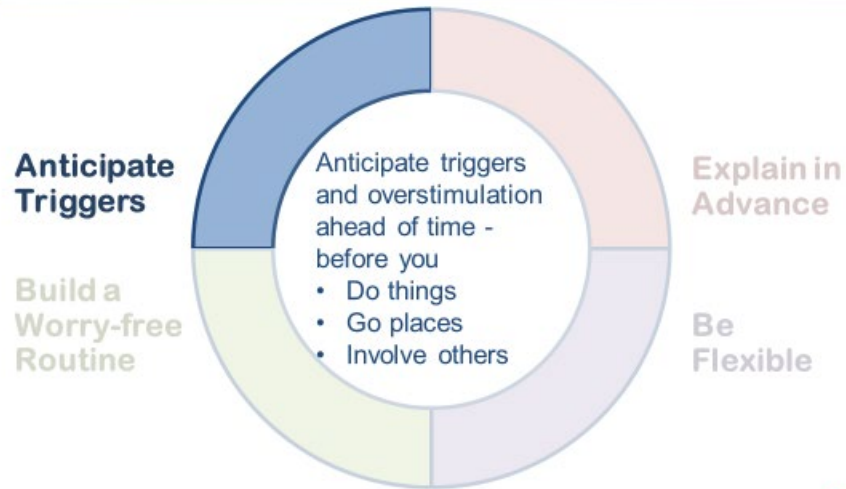 Anticipate
Triggers
Anticipate triggers
and overstimulation
ahead of time -
before you
• Do things
• Go places
• Involve others
Explain in
Advance
Build a
Worry-free
Routine
Be
Flexible